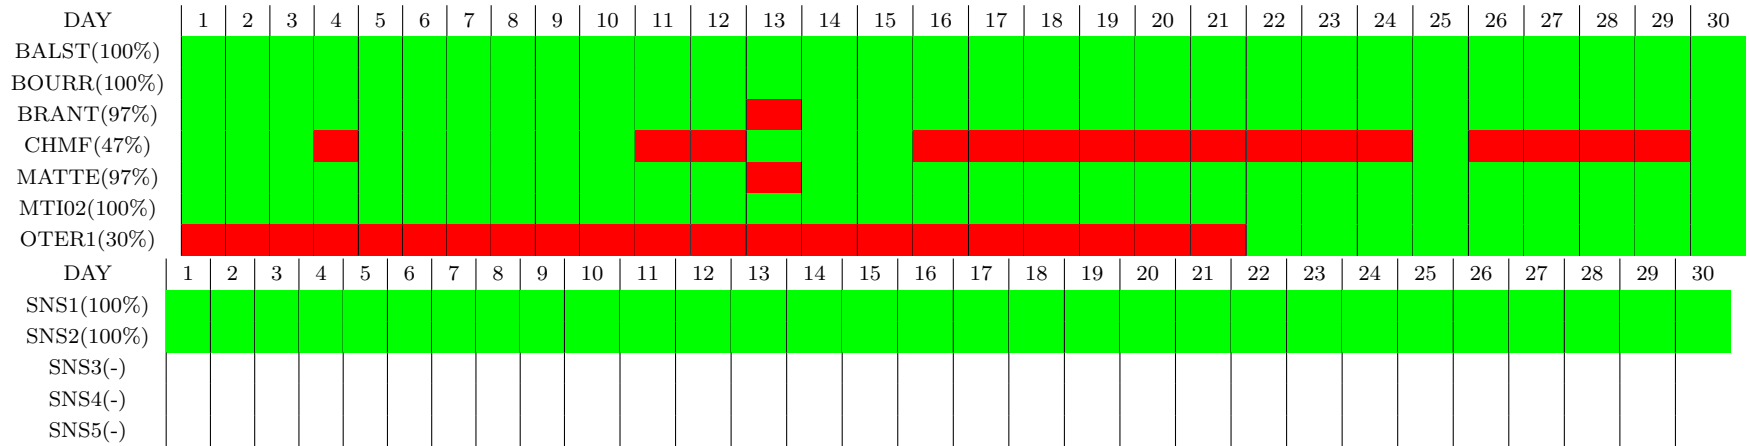 DAY 1 2 3 4 5 6 7 8 9 10 11 12 13 14 15 16 17 18 19 20 21 22 23 24 25 26 27 28 29 30
BALST(100%)
BOURR(100%)
BRANT(97%)
CHMF(47%)
MATTE(97%)
MTI02(100%)
OTER1(30%)
DAY 1 2 3 4 5 6 7 8 9 10 11 12 13 14 15 16 17 18 19 20 21 22 23 24 25 26 27 28 29 30
SNS1(100%)
SNS2(100%)
SNS3(-)
SNS4(-)
SNS5(-)